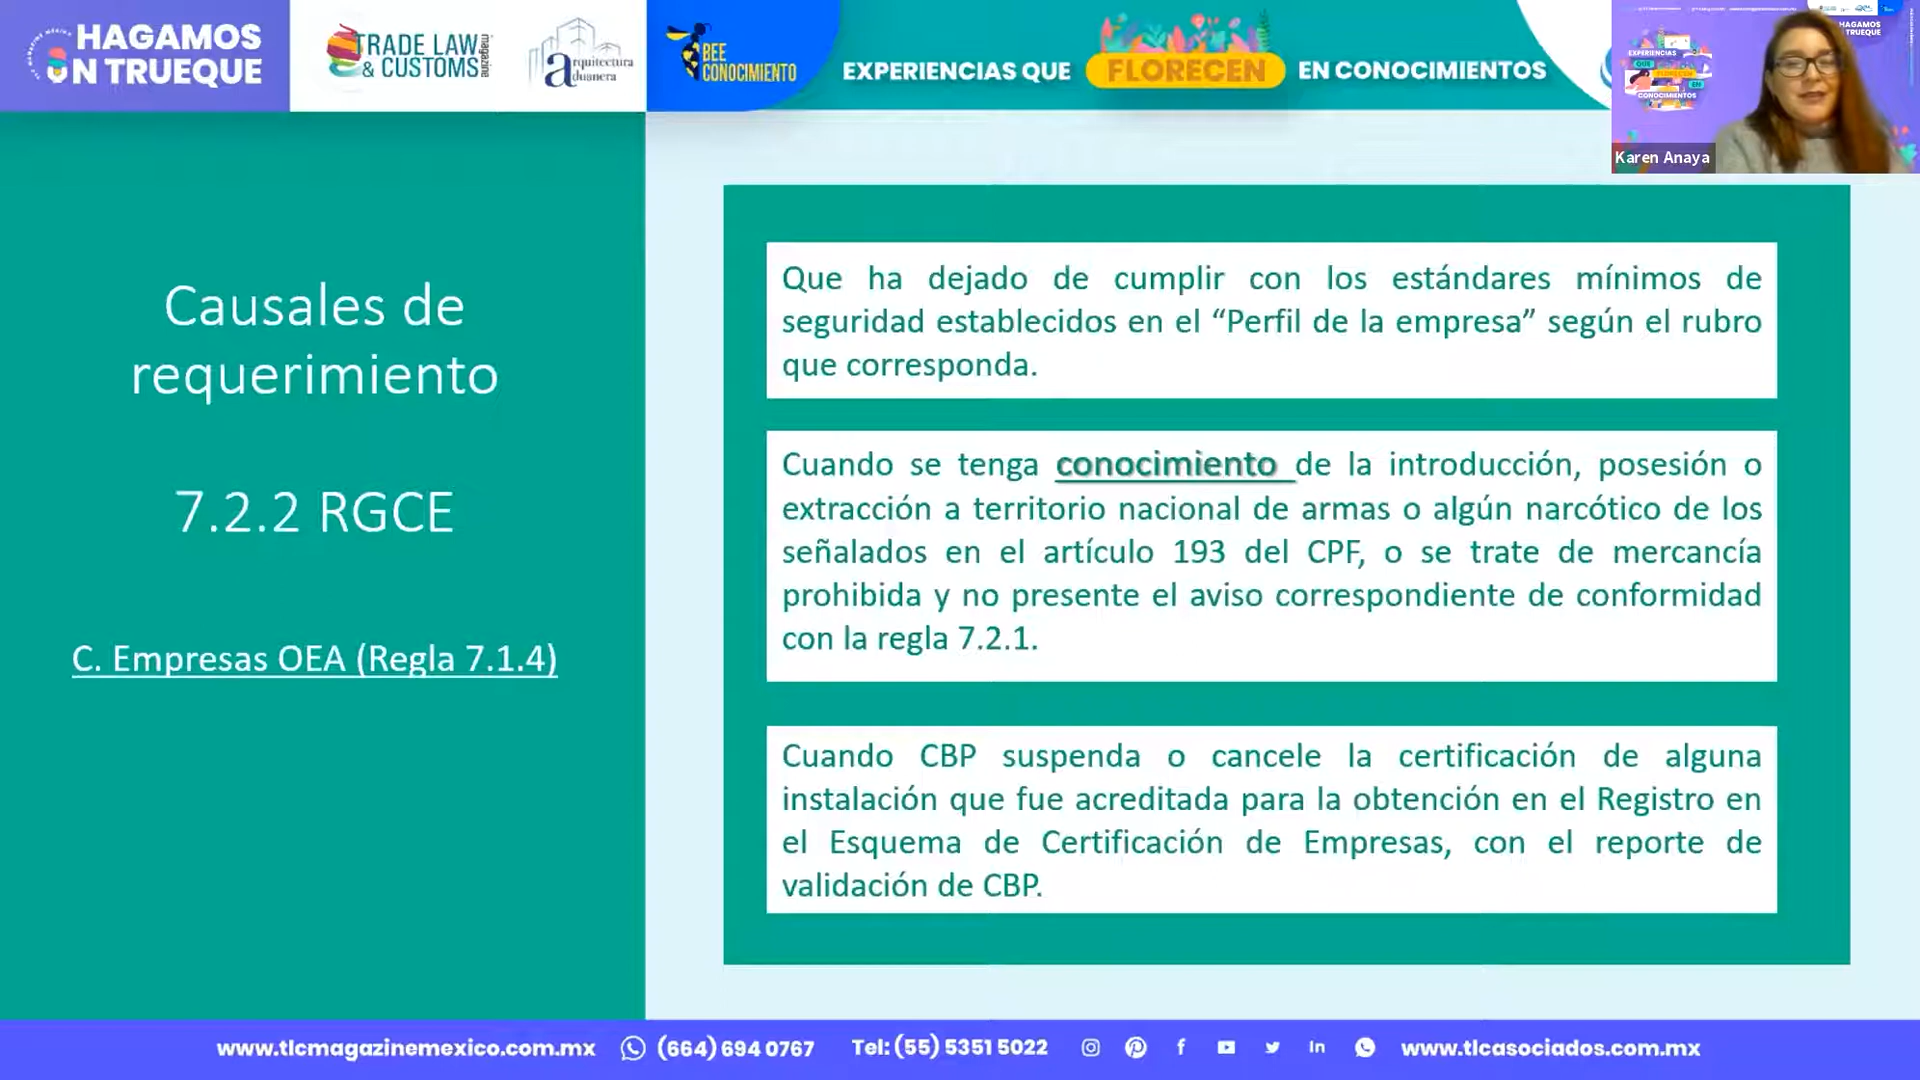 HAGAMOS
UN TRUEQUE
TRADE LAW
& CUSTOMS
magazine
arquitectura
aduanera
BEE
CONOCIMIENTO
EXPERIENCIAS QUE FLORECEN EN CONOCIMIENTOS
HAGAMOS
TRUEQUE
EXPERIENCIAS
QUE
FLORECEN
EN
CONOCIMIENTOS
Karen Anaya
Causales de
requerimiento
7.2.2 RGCE
C. Empresas OEA (Regla 7.1.4)
Que ha dejado de cumplir con los estándares mínimos de
seguridad establecidos en el “Perfil de la empresa” según el rubro
que corresponda.
Cuando se tenga conocimiento de la introducción, posesión o
extracción a territorio nacional de armas o algún narcótico de los
señalados en el artículo 193 del CPF, o se trate de mercancía
prohibida y no presente el aviso correspondiente de conformidad
con la regla 7.2.1.
Cuando CBP suspenda o cancele la certificación de alguna
instalación que fue acreditada para la obtención en el Registro en
el Esquema de Certificación de Empresas, con el reporte de
validación de CBP.
www.tlcmagazinemexico.com.mx (664) 694 0767 Tel: (55) 5351 5022 www.tlcasociados.com.mx